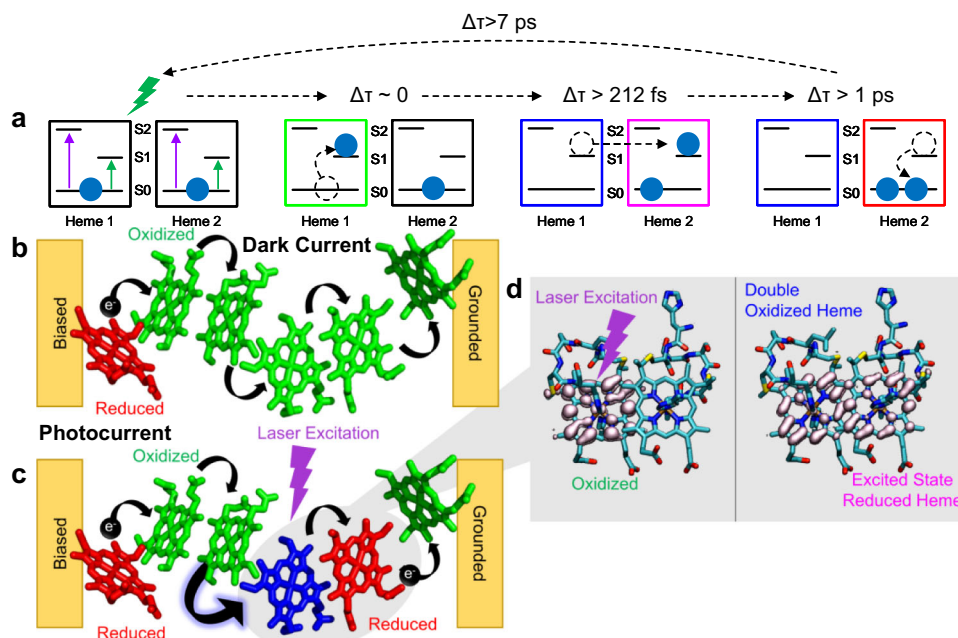 Δτ>7 ps
Δτ ~ 0
Δτ > 212 fs
Δτ > 1 ps
a
S2
S1
S0
Heme 1
Heme 2
S2
S1
S0
Heme 1
Heme 2
S2
S1
S0
Heme 1
Heme 2
S2
S1
S0
Heme 1
Heme 2
b
Oxidized
Dark Current
Biased
e-
Reduced
Grounded
Photocurrent
Laser Excitation
c
Oxidized
Biased
e-
Reduced
Reduced
e-
Grounded
d
Laser Excitation
Oxidized
Double
Oxidized Heme
Excited State
Reduced Heme